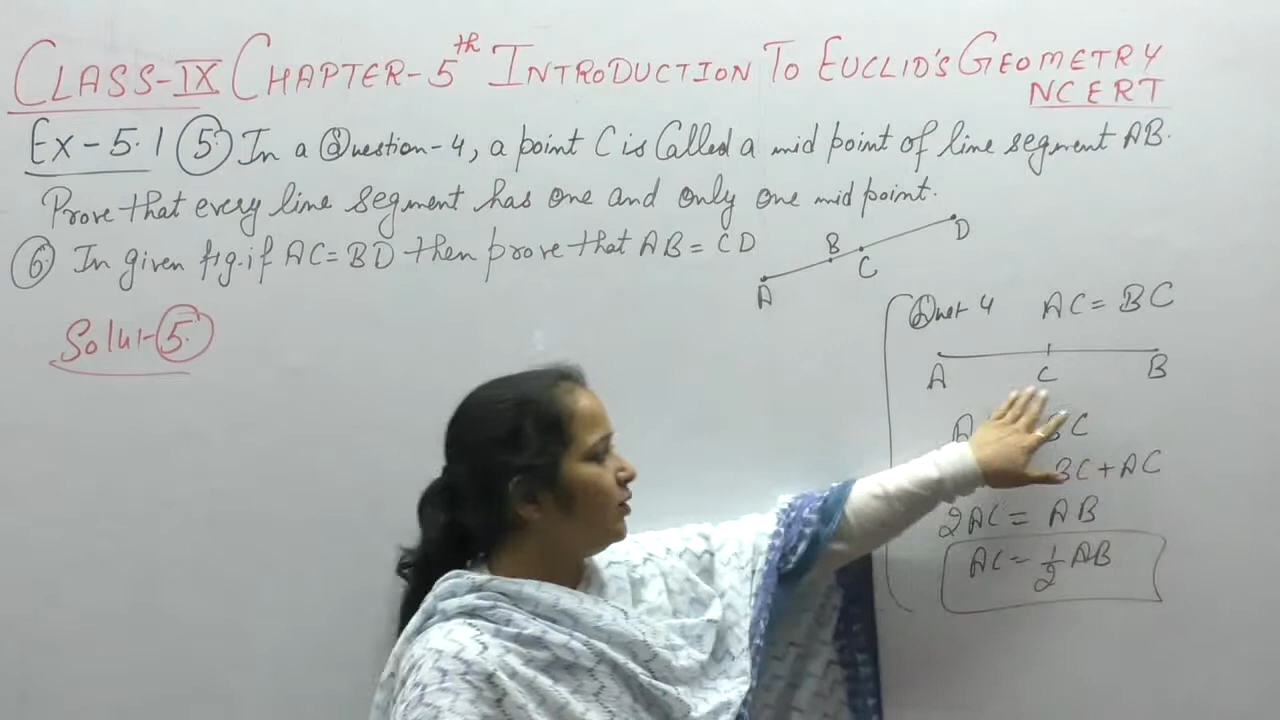 CLASS-IX CHAPTER-5th INTRODUCTION TO EUCLID'S GEOMETRY
NCERT
Ex-5.1 (5) In a Question-4, a point C is Called a mid point of line segment AB.
Prove that every line segment has one and only one mid point.
(6) In given fig. if AC=BD then prove that AB=CD
A B C D
Solut-(5)
Quest 4 AC=BC
A C B
A BC
BC+AC
2AC=AB
AC=1/2 AB